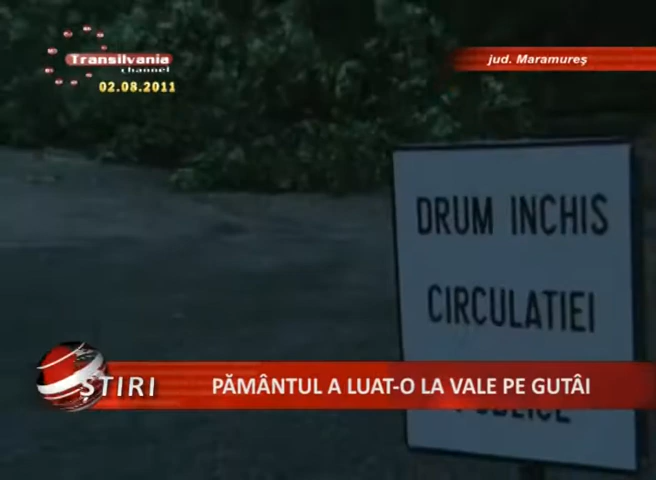 Transilvania
channel
02.08.2011
jud. Maramureș
DRUM INCHIS
CIRCULATIEI
ȘTIRI
PĂMÂNTUL A LUAT-O LA VALE PE GUTÂI